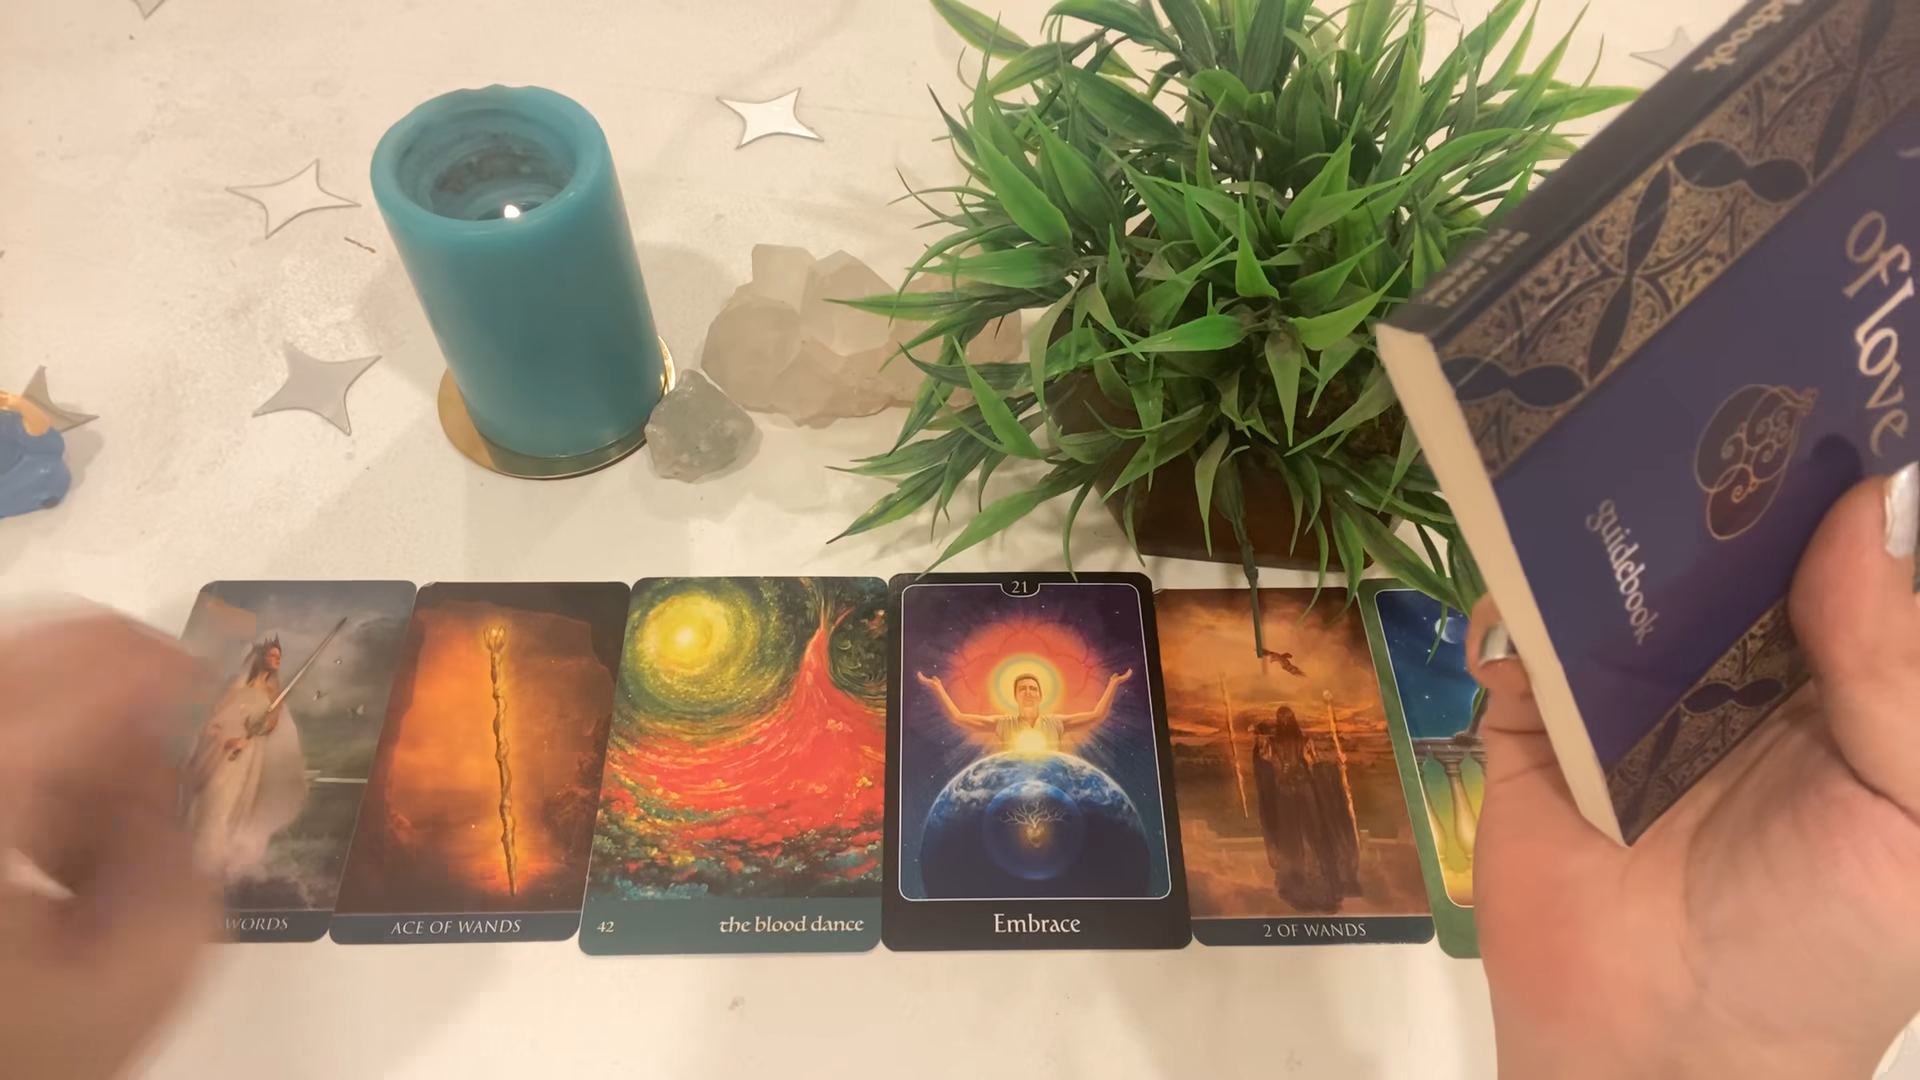 of love
guidebook
21
WORDS
ACE OF WANDS
42
the blood dance
Embrace
2 OF WANDS